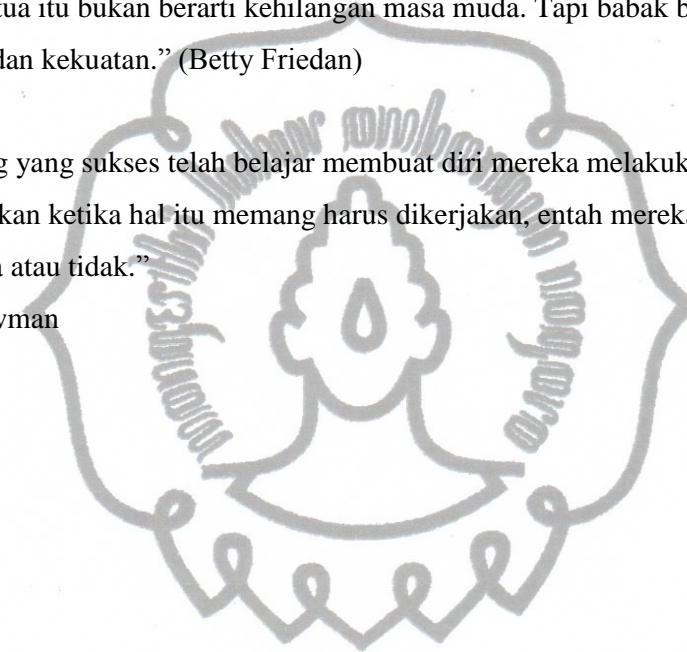 tua itu bukan berarti kehilangan masa muda. Tapi babak b
dan kekuatan.” (Betty Friedan)
g yang sukses telah belajar membuat diri mereka melakuk
kan ketika hal itu memang harus dikerjakan, entah mereka
a atau tidak.”
wman